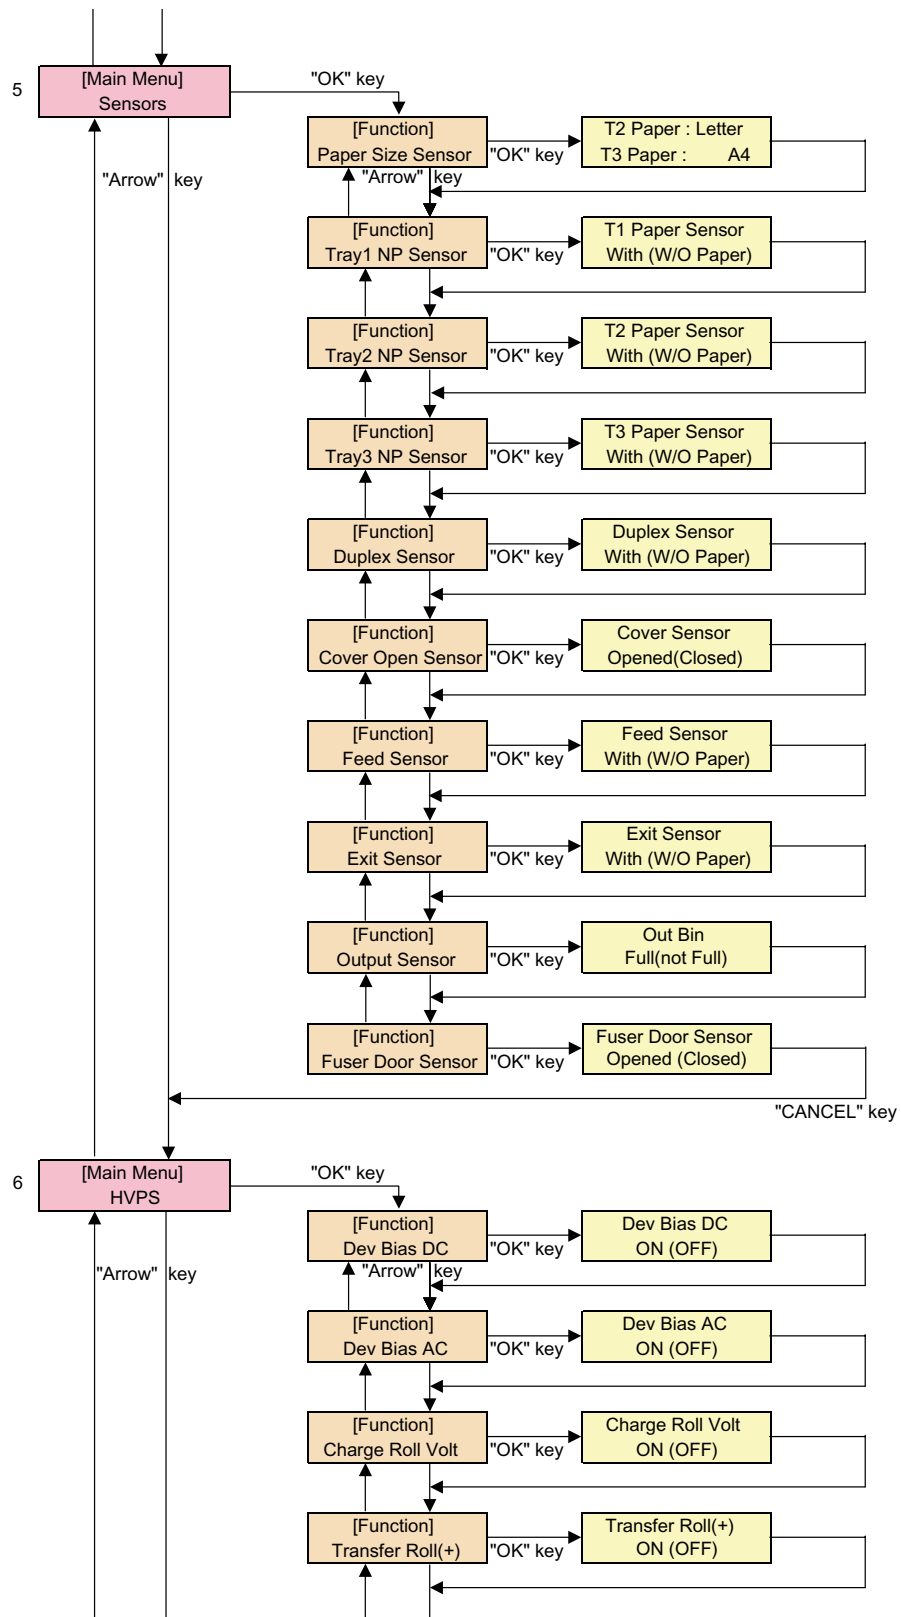 5
[Main Menu]
Sensors
"OK" key
[Function]
Paper Size Sensor
"OK" key
T2 Paper : Letter
T3 Paper : A4
"Arrow" key
"Arrow" key
[Function]
Tray1 NP Sensor
"OK" key
T1 Paper Sensor
With (W/O Paper)
[Function]
Tray2 NP Sensor
"OK" key
T2 Paper Sensor
With (W/O Paper)
[Function]
Tray3 NP Sensor
"OK" key
T3 Paper Sensor
With (W/O Paper)
[Function]
Duplex Sensor
"OK" key
Duplex Sensor
With (W/O Paper)
[Function]
Cover Open Sensor
"OK" key
Cover Sensor
Opened(Closed)
[Function]
Feed Sensor
"OK" key
Feed Sensor
With (W/O Paper)
[Function]
Exit Sensor
"OK" key
Exit Sensor
With (W/O Paper)
[Function]
Output Sensor
"OK" key
Out Bin
Full(not Full)
[Function]
Fuser Door Sensor
"OK" key
Fuser Door Sensor
Opened (Closed)
"CANCEL" key
6
[Main Menu]
HVPS
"OK" key
[Function]
Dev Bias DC
"OK" key
Dev Bias DC
ON (OFF)
"Arrow" key
"Arrow" key
[Function]
Dev Bias AC
"OK" key
Dev Bias AC
ON (OFF)
[Function]
Charge Roll Volt
"OK" key
Charge Roll Volt
ON (OFF)
[Function]
Transfer Roll(+)
"OK" key
Transfer Roll(+)
ON (OFF)